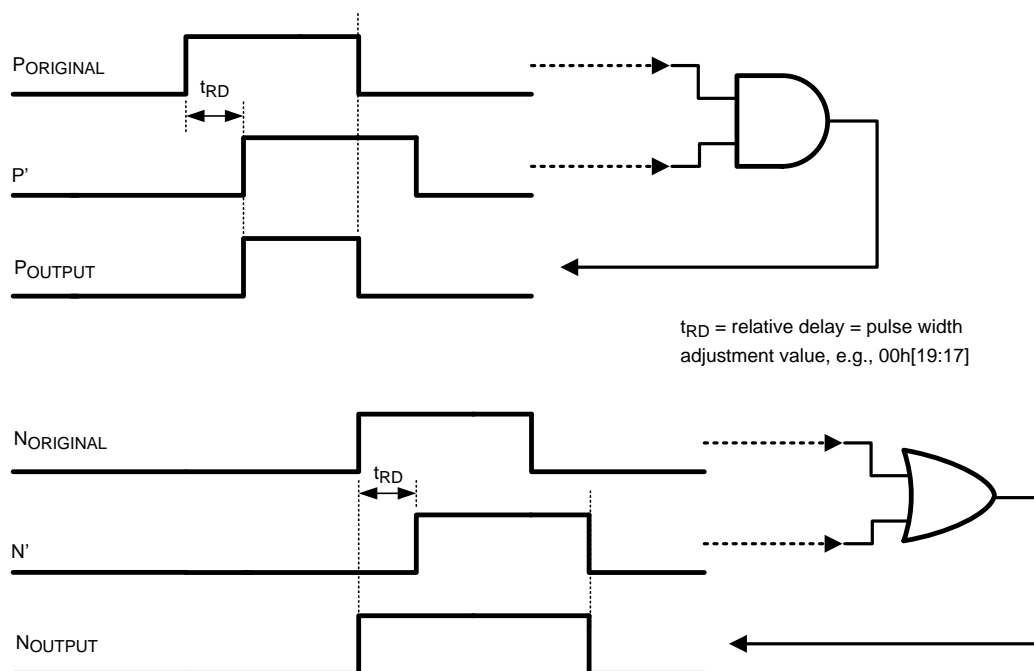 PORIGINAL
tRD
P'
POUTPUT
tRD = relative delay = pulse width
adjustment value, e.g., 00h[19:17]
NORIGINAL
tRD
N'
NOUTPUT